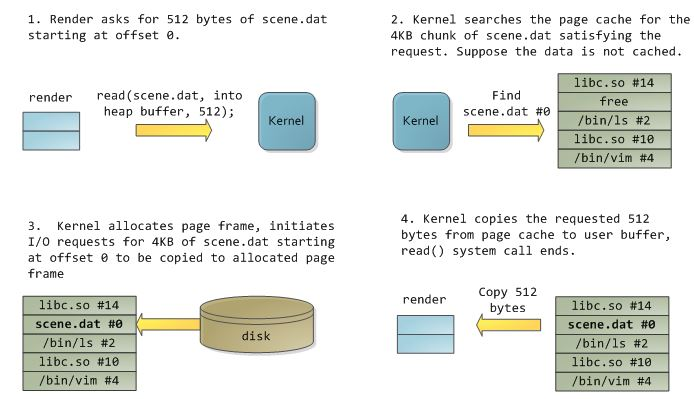 1. Render asks for 512 bytes of scene.dat
starting at offset 0.
render
read(scene.dat, into
heap buffer, 512);
Kernel
2. Kernel searches the page cache for the
4KB chunk of scene.dat satisfying the
request. Suppose the data is not cached.
Kernel
Find
scene.dat #0
libc.so #14
free
/bin/ls #2
libc.so #10
/bin/vim #4
3. Kernel allocates page frame, initiates
I/O requests for 4KB of scene.dat starting
at offset 0 to be copied to allocated page
frame
libc.so #14
scene.dat #0
/bin/ls #2
libc.so #10
/bin/vim #4
disk
4. Kernel copies the requested 512
bytes from page cache to user buffer,
read() system call ends.
render
Copy 512
bytes
libc.so #14
scene.dat #0
/bin/ls #2
libc.so #10
/bin/vim #4